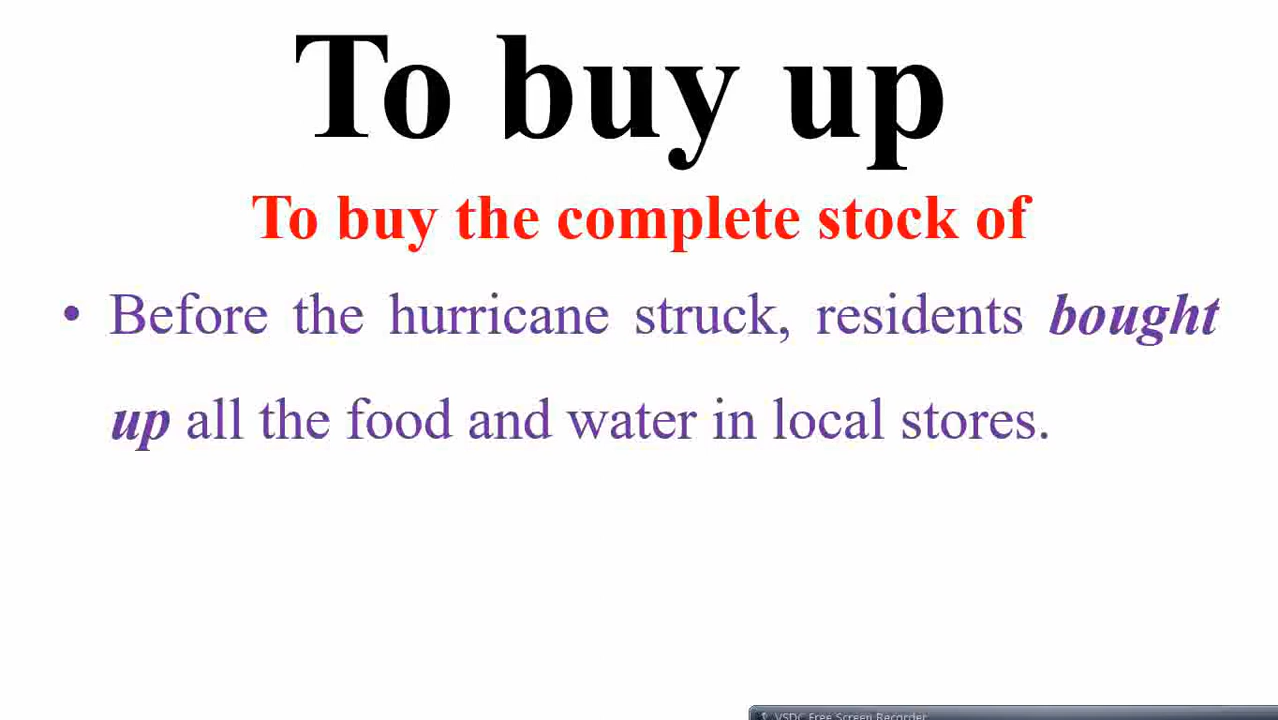 To buy up
To buy the complete stock of
• Before the hurricane struck, residents bought
up all the food and water in local stores.
VSDC Free Screen Recorder